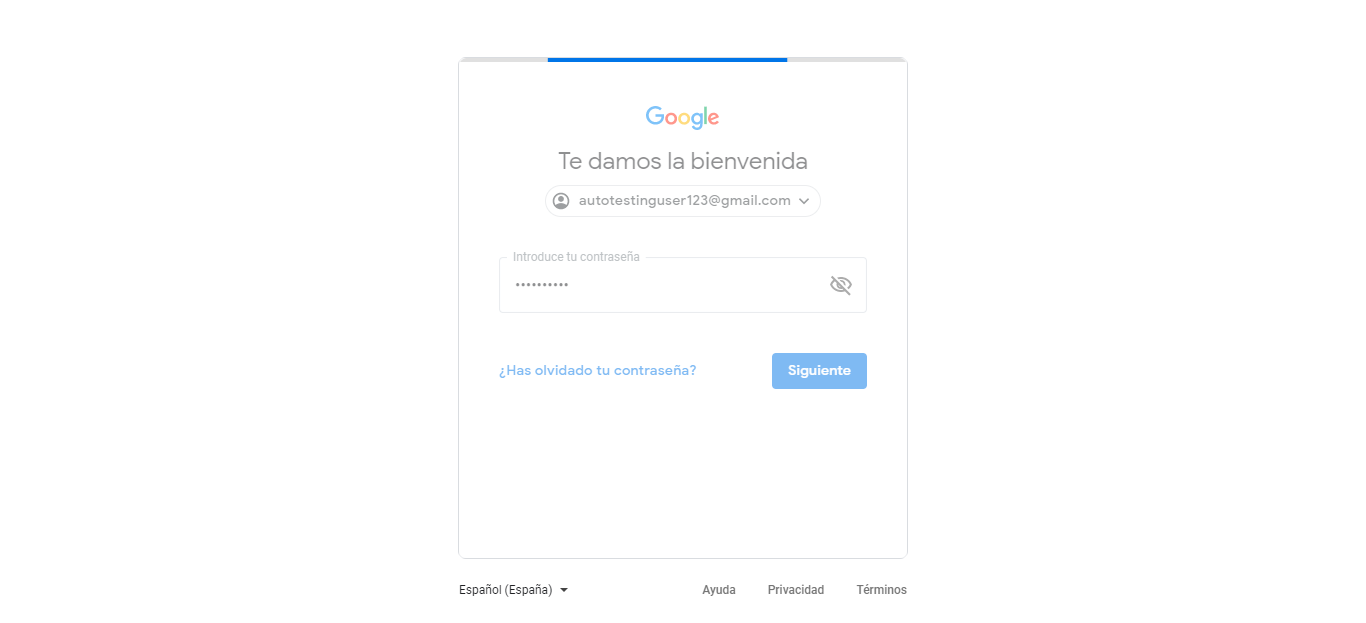 Google
Te damos la bienvenida
autotestinguser123@gmail.com
Introduce tu contraseña
••••••••••
¿Has olvidado tu contraseña?
Siguiente
Español (España)
Ayuda
Privacidad
Términos